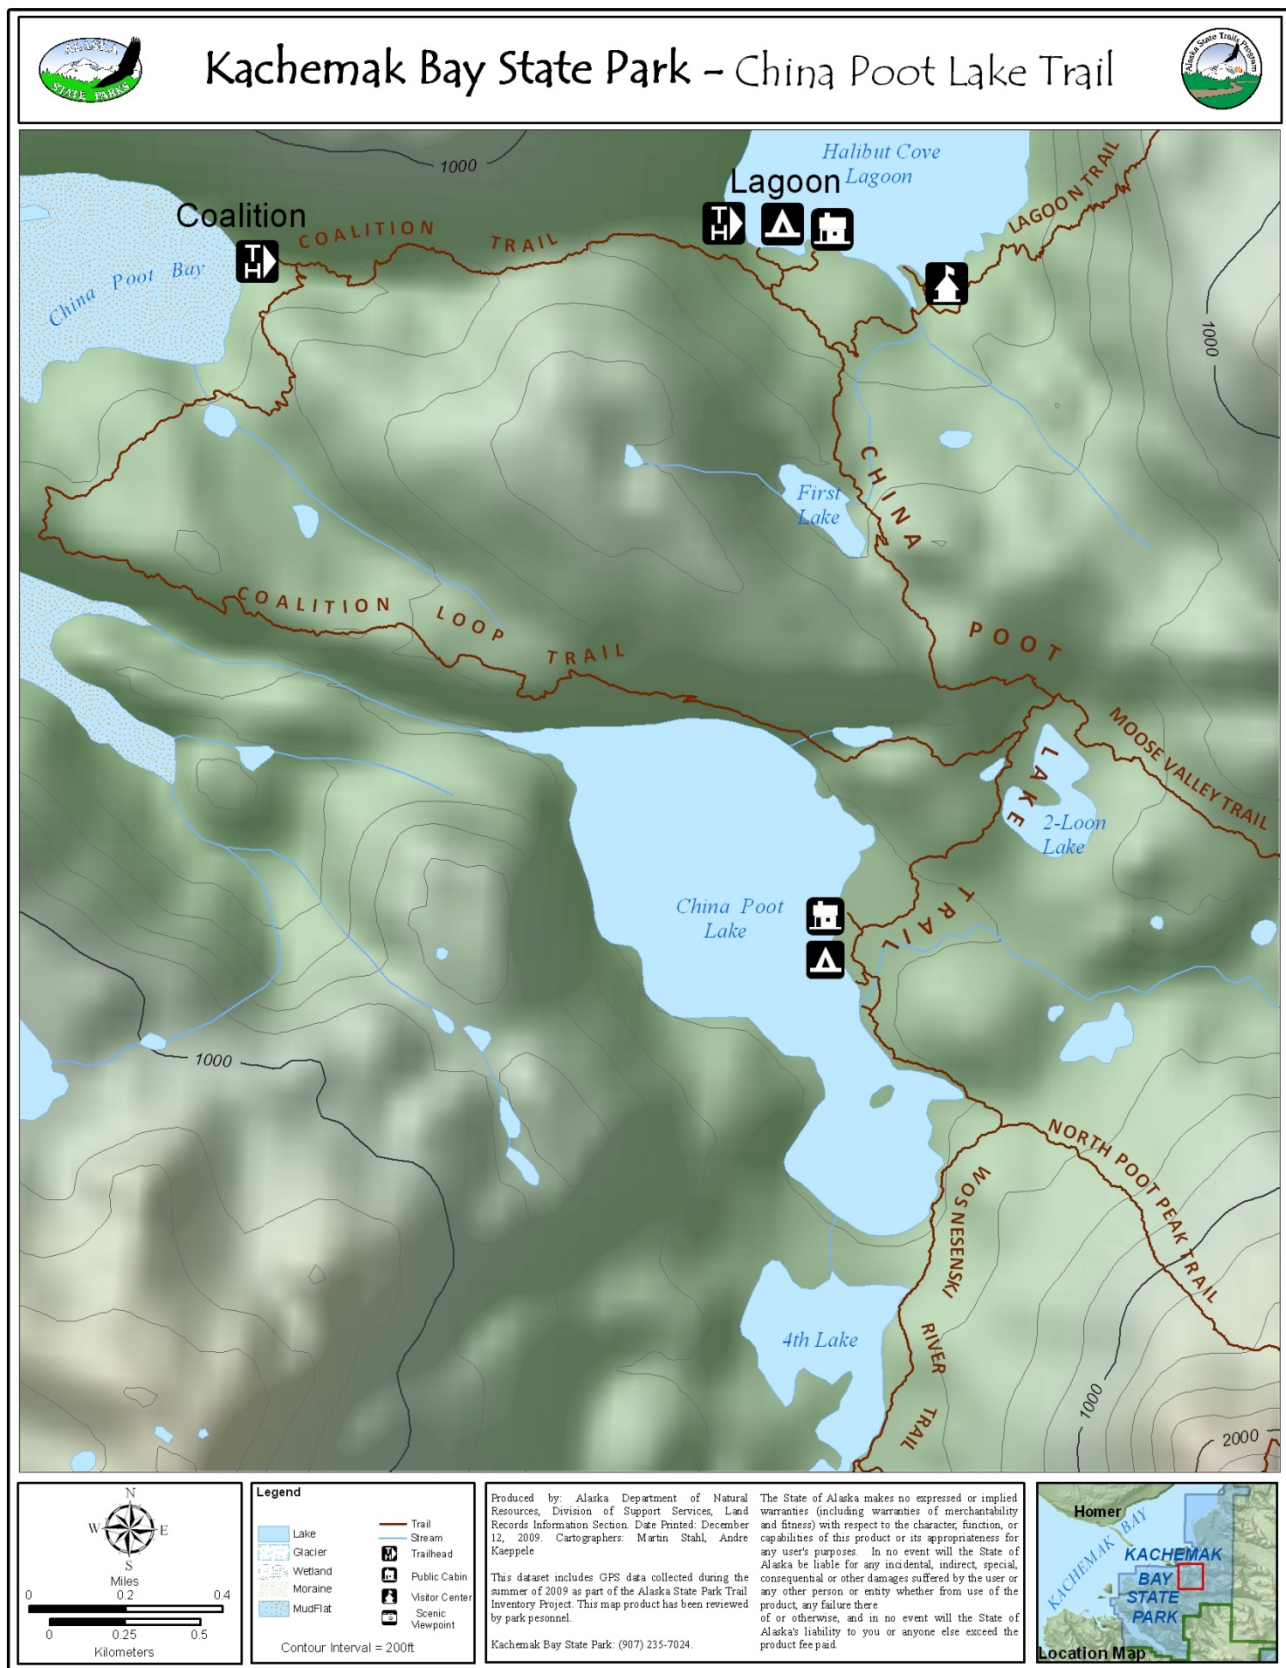 ALASKA
STATE PARKS
Kachemak Bay State Park - China Poot Lake Trail
Alaska State Trails Program
1000
Halibut Cove
Lagoon
Lagoon
LAGOON TRAIL
Coalition
COALITION TRAIL
TH
TH
China Poot Bay
1000
CHINA POOT LAKE TRAIL
First
Lake
COALITION LOOP TRAIL
MOOSE VALLEY TRAIL
2-Loon
Lake
China Poot
Lake
1000
NORTH POOT PEAK TRAIL
WOSNESENSKI RIVER TRAIL
4th Lake
1000
2000
N
W E
S
Miles
0 0.2 0.4
0 0.25 0.5
Kilometers
Legend
Lake
Glacier
Wetland
Moraine
MudFlat
Trail
Stream
TH Trailhead
Public Cabin
Visitor Center
Scenic
Viewpoint
Contour Interval = 200ft
Produced by: Alaska Department of Natural
Resources, Division of Support Services, Land
Records Information Section. Date Printed: December
12, 2009. Cartographers: Martin Stahl, Andre
Kaeppele
This dataset includes GPS data collected during the
summer of 2009 as part of the Alaska State Park Trail
Inventory Project. This map product has been reviewed
by park pesonnel.
Kachemak Bay State Park: (907) 235-7024.
The State of Alaska makes no expressed or implied
warranties (including warranties of merchantability
and fitness) with respect to the character, function, or
capabilities of this product or its appropriateness for
any user's purposes. In no event will the State of
Alaska be liable for any incidental, indirect, special,
consequential or other damages suffered by the user or
any other person or entity whether from use of the
product, any failure there
of or otherwise, and in no event will the State of
Alaska's liability to you or anyone else exceed the
product fee paid.
Homer
KACHEMAK BAY
KACHEMAK
BAY
STATE
PARK
Location Map